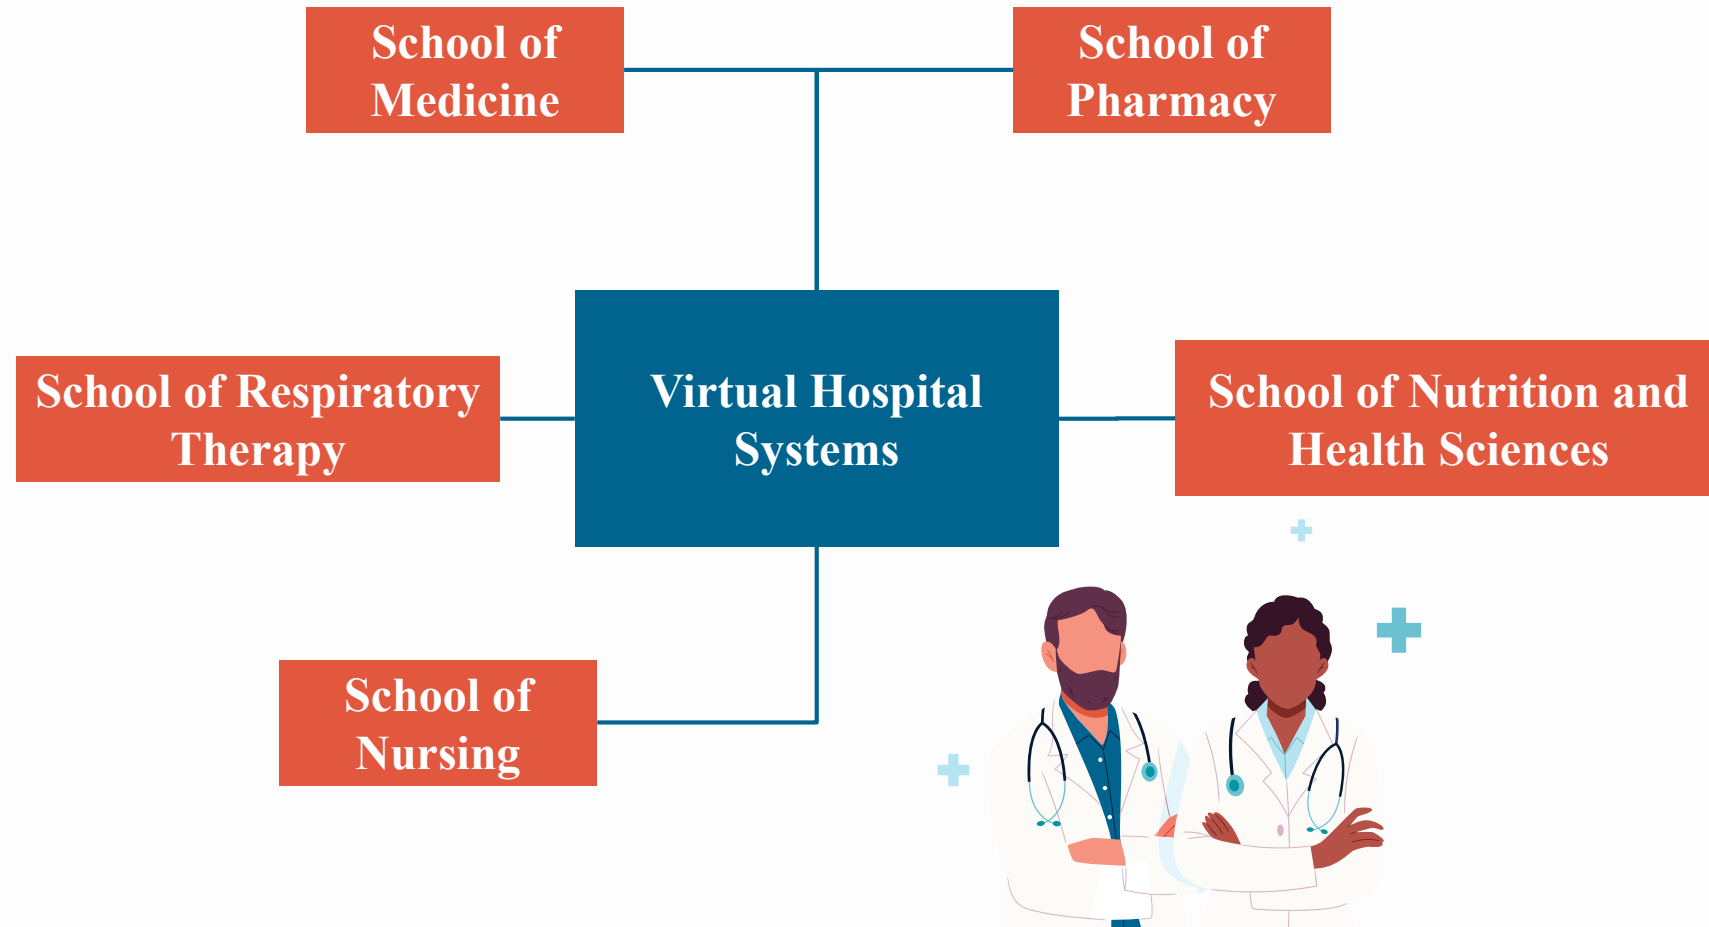 School of
Medicine
School of
Pharmacy
School of Respiratory
Therapy
Virtual Hospital
Systems
School of Nutrition and
Health Sciences
School of
Nursing